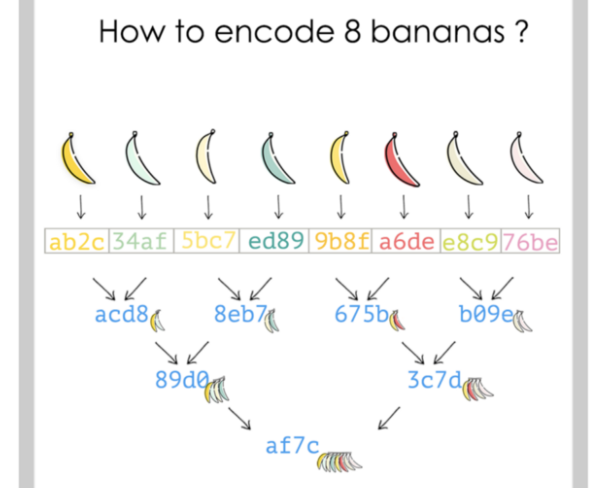 How to encode 8 bananas ?
ab2c 34af 5bc7 ed89 9b8f a6de e8c9 76be
acd8 8eb7 675b b09e
89d0 3c7d
af7c